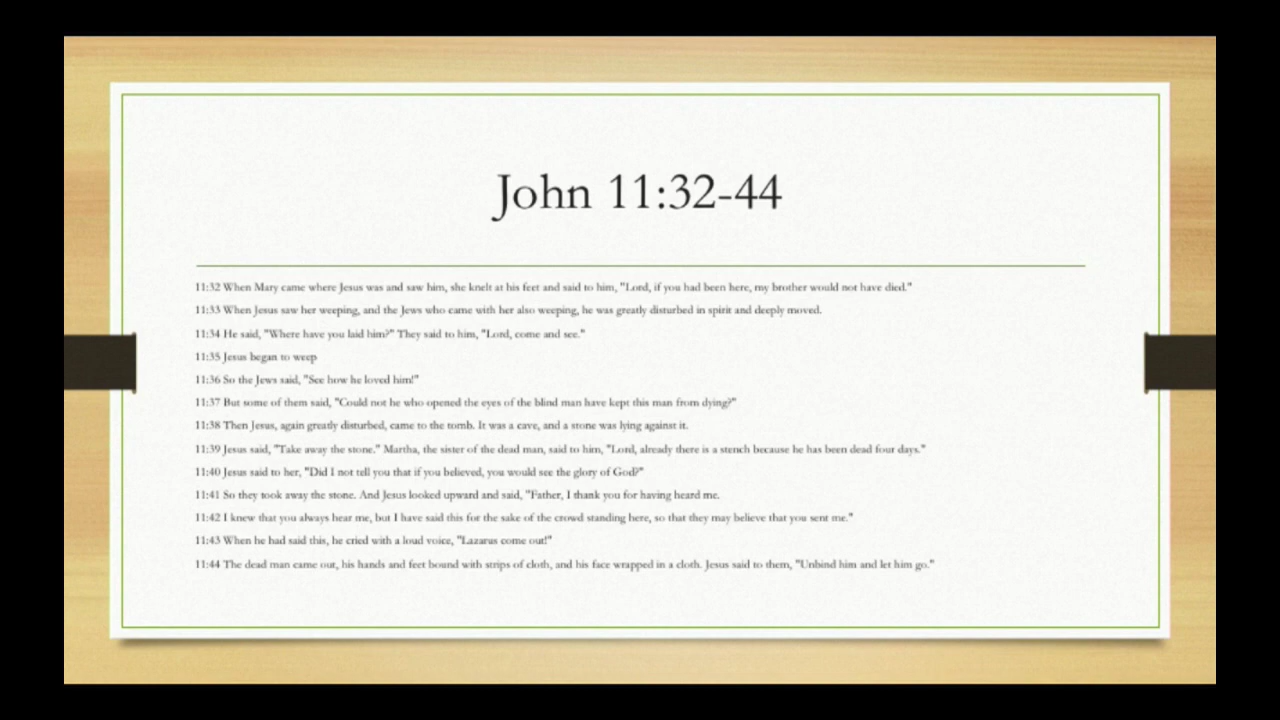 John 11:32-44
11:32 When Mary came where Jesus was and saw him, she knelt at his feet and said to him, "Lord, if you had been here, my brother would not have died."
11:33 When Jesus saw her weeping, and the Jews who came with her also weeping, he was greatly disturbed in spirit and deeply moved.
11:34 He said, "Where have you laid him?" They said to him, "Lord, come and see."
11:35 Jesus began to weep
11:36 So the Jews said, "See how he loved him!"
11:37 But some of them said, "Could not he who opened the eyes of the blind man have kept this man from dying?"
11:38 Then Jesus, again greatly disturbed, came to the tomb. It was a cave, and a stone was lying against it.
11:39 Jesus said, "Take away the stone." Martha, the sister of the dead man, said to him, "Lord, already there is a stench because he has been dead four days."
11:40 Jesus said to her, "Did I not tell you that if you believed, you would see the glory of God?"
11:41 So they took away the stone. And Jesus looked upward and said, "Father, I thank you for having heard me.
11:42 I knew that you always hear me, but I have said this for the sake of the crowd standing here, so that they may believe that you sent me."
11:43 When he had said this, he cried with a loud voice, "Lazarus come out!"
11:44 The dead man came out, his hands and feet bound with strips of cloth, and his face wrapped in a cloth. Jesus said to them, "Unbind him and let him go."